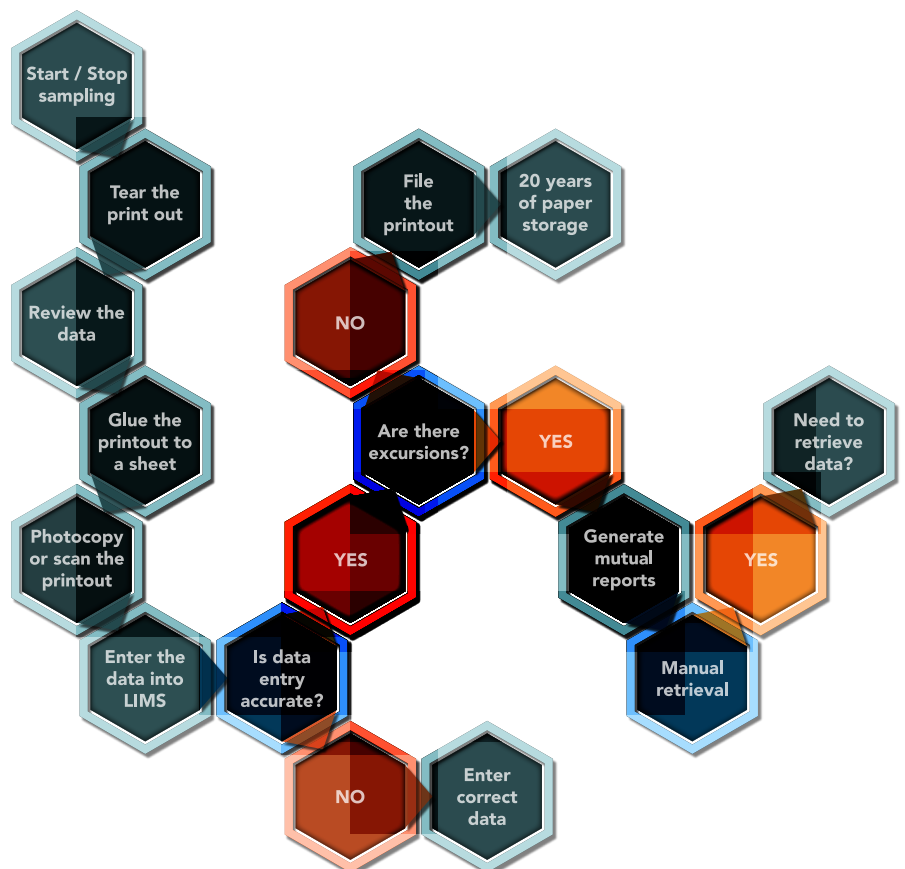 Start / Stop
sampling
Tear the
print out
Review the
data
Glue the
printout to
a sheet
Photocopy
or scan the
printout
Enter the
data into
LIMS
Is data
entry
accurate?
NO
Enter
correct
data
YES
Are there
excursions?
NO
File
the
printout
20 years
of paper
storage
YES
Generate
mutual
reports
Manual
retrieval
YES
Need to
retrieve
data?